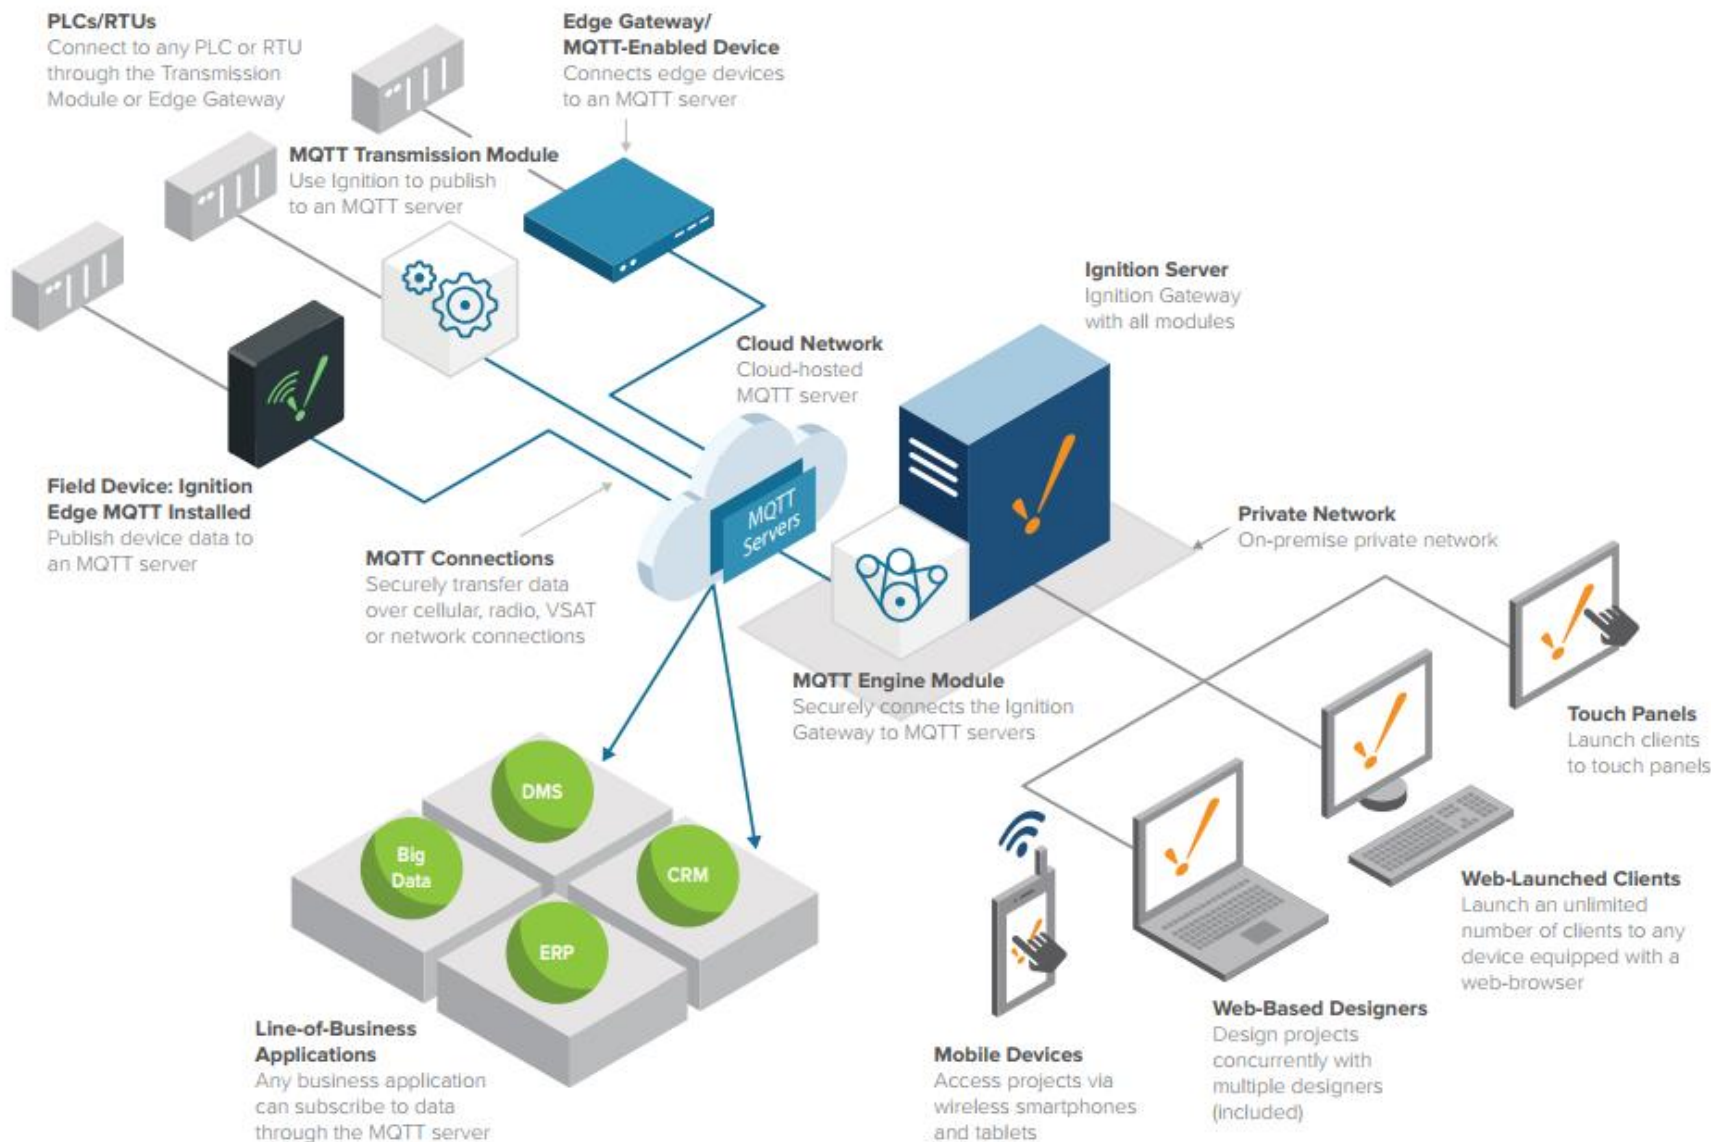 PLCs/RTUs
Connect to any PLC or RTU
through the Transmission
Module or Edge Gateway
Edge Gateway/
MQTT-Enabled Device
Connects edge devices
to an MQTT server
MQTT Transmission Module
Use Ignition to publish
to an MQTT server
Ignition Server
Ignition Gateway
with all modules
Cloud Network
Cloud-hosted
MQTT server
Field Device: Ignition
Edge MQTT Installed
Publish device data to
an MQTT server
MQTT
Servers
Private Network
On-premise private network
MQTT Connections
Securely transfer data
over cellular, radio, VSAT
or network connections
MQTT Engine Module
Securely connects the Ignition
Gateway to MQTT servers
Touch Panels
Launch clients
to touch panels
DMS
Big
Data
CRM
ERP
Web-Launched Clients
Launch an unlimited
number of clients to any
device equipped with a
web-browser
Line-of-Business
Applications
Any business application
can subscribe to data
through the MQTT server
Mobile Devices
Access projects via
wireless smartphones
and tablets
Web-Based Designers
Design projects
concurrently with
multiple designers
(included)